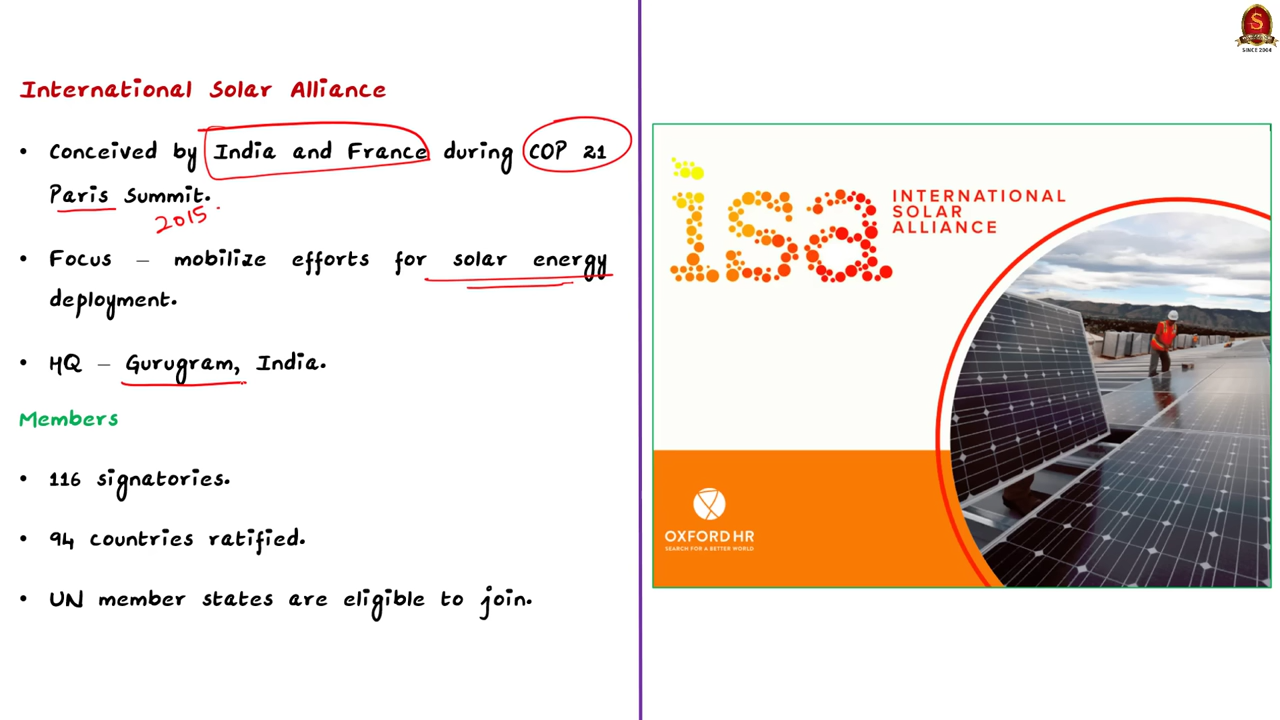 International Solar Alliance
• Conceived by India and France during COP 21
Paris Summit.
2015
• Focus – mobilize efforts for solar energy
deployment.
• HQ – Gurugram, India.
Members
• 116 signatories.
• 94 countries ratified.
• UN member states are eligible to join.
isa
INTERNATIONAL
SOLAR
ALLIANCE
OXFORD HR
SEARCH FOR A BETTER WORLD
S
SINCE 2004